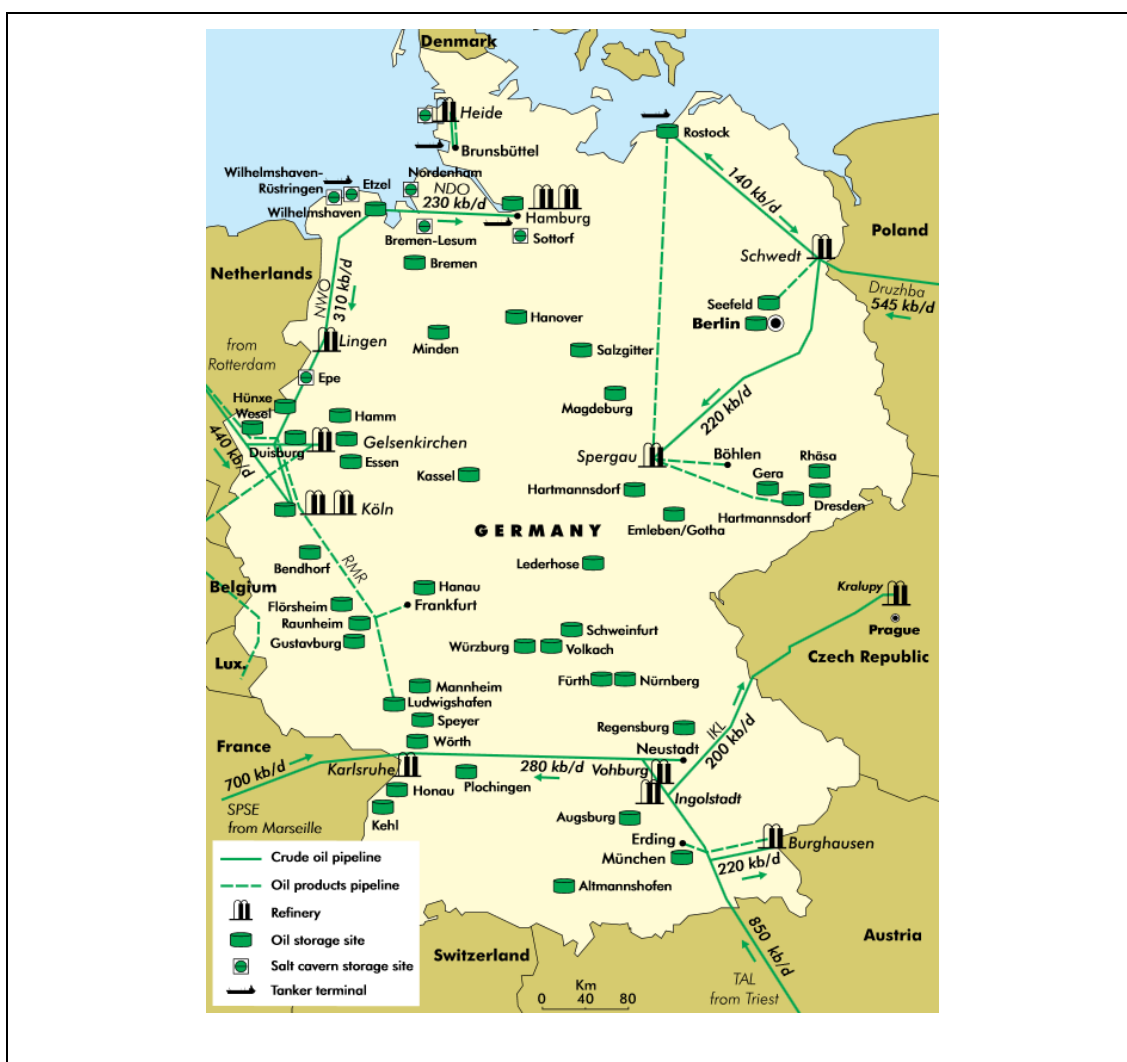 Denmark
Heide
Brunsbüttel
Rostock
Wilhelmshaven-
Rüstringen
Etzel
Nordenham
NDO
230 kb/d
Wilhelmshaven
Hamburg
Bremen-Lesum
Sottorf
140 kb/d
Schwedt
Poland
Bremen
Netherlands
NWO
310 kb/d
Druzhba
545 kb/d
Seefeld
Berlin
Hanover
Minden
Lingen
Salzgitter
from
Rotterdam
Epe
Magdeburg
220 kb/d
Hünxe
Wesel
Hamm
440 kb/d
Duisburg
Gelsenkirchen
Essen
Kassel
Spergau
Böhlen
Rhäsa
Gera
Hartmannsdorf
Dresden
Hartmannsdorf
Köln
Emleben/Gotha
GERMANY
Bendhorf
RMR
Lederhose
Belgium
Hanau
Frankfurt
Flörsheim
Raunheim
Gustavburg
Kralupy
Prague
Czech Republic
Schweinfurt
Würzburg
Volkach
Lux.
Mannheim
Fürth
Nürnberg
Ludwigshafen
Speyer
Wörth
Regensburg
IKL
200 kb/d
France
700 kb/d
Karlsruhe
280 kb/d
Neustadt
Vohburg
Plochingen
Ingolstadt
Honau
SPSE
from Marseille
Kehl
Augsburg
Erding
München
Burghausen
220 kb/d
Altmannshofen
850 kb/d
Austria
Switzerland
TAL
from Triest
Crude oil pipeline
Oil products pipeline
Refinery
Oil storage site
Salt cavern storage site
Tanker terminal
Km
0 40 80